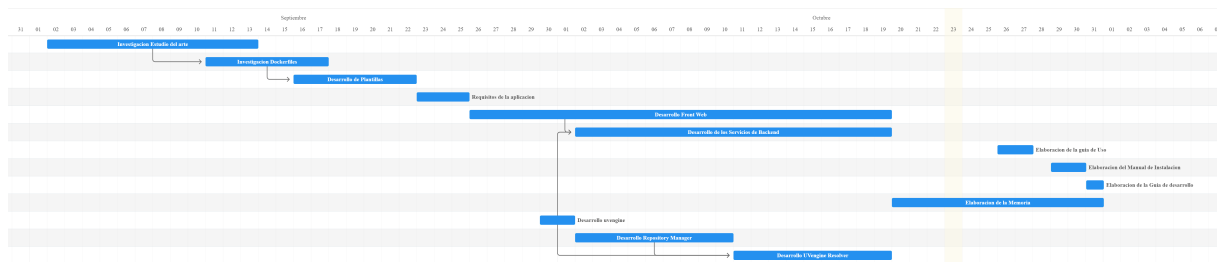 Septiembre Octubre
31 01 02 03 04 05 06 07 08 09 10 11 12 13 14 15 16 17 18 19 20 21 22 23 24 25 26 27 28 29 30 01 02 03 04 05 06 07 08 09 10 11 12 13 14 15 16 17 18 19 20 21 22 23 24 25 26 27 28 29 30 31 01 02 03 04 05 06
Investigacion Estudio del arte
Investigacion Dockerfiles
Desarrollo de Plantillas
Requisitos de la aplicacion
Desarrollo Front Web
Desarrollo de los Servicios de Backend
Elaboracion de la guia de Uso
Elaboracion del Manual de Instalacion
Elaboracion de la Guia de desarrollo
Elaboracion de la Memoria
Desarrollo uvengine
Desarrollo Repository Manager
Desarrollo UVengine Resolver